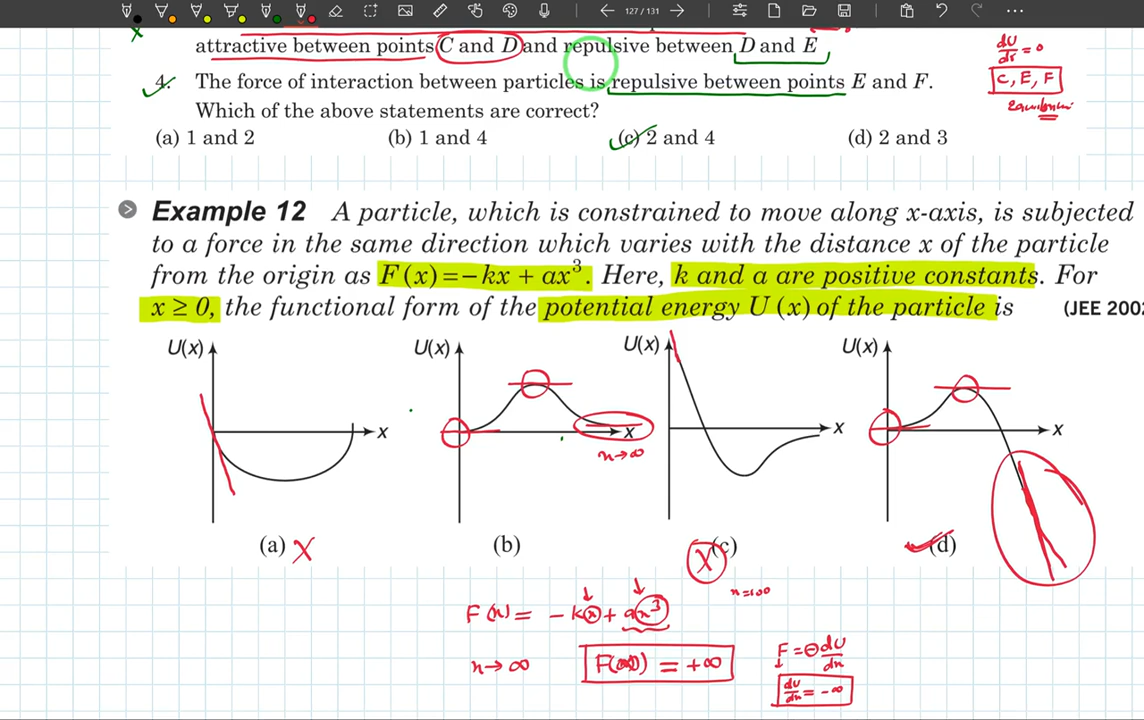 127 / 131
attractive between points C and D and repulsive between D and E
4. The force of interaction between particles is repulsive between points E and F.
Which of the above statements are correct?
(a) 1 and 2 (b) 1 and 4 (c) 2 and 4 (d) 2 and 3
dU/dr = 0
C, E, F
Equilibrium
Example 12 A particle, which is constrained to move along x-axis, is subjected
to a force in the same direction which varies with the distance x of the particle
from the origin as F(x) = −kx + ax³. Here, k and a are positive constants. For
x ≥ 0, the functional form of the potential energy U (x) of the particle is (JEE 2002
U(x) U(x) U(x) U(x)
x x x x
n→∞
(a) X (b) X (c) (d)
n=100
F(n) = −kx + ax³
n→∞ F(∞) = +∞
F = −dU/dn
dU/dn = −∞